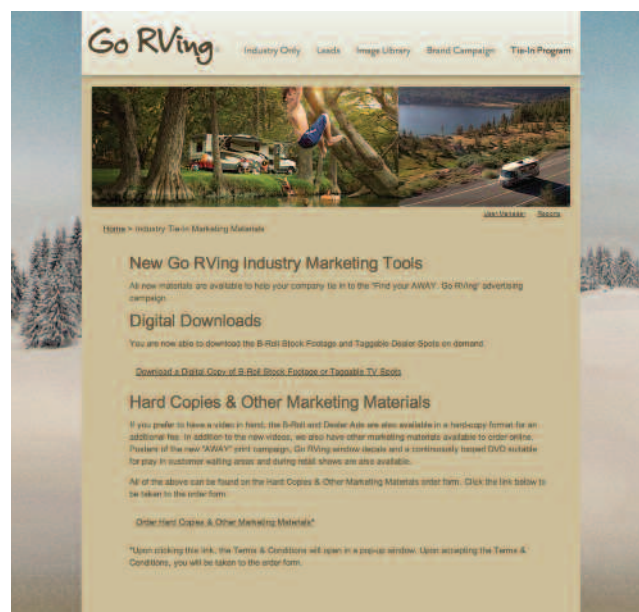 Go RVing
Industry Only Leads Image Library Brand Campaign Tie-In Program
User Manager Reports
Home > Industry Tie-In Marketing Materials
New Go RVing Industry Marketing Tools
All new materials are available to help your company tie in to the "Find your AWAY. Go RVing" advertising
campaign.
Digital Downloads
You are now able to download the B-Roll Stock Footage and Taggable Dealer Spots on demand.
Download a Digital Copy of B-Roll Stock Footage or Taggable TV Spots
Hard Copies & Other Marketing Materials
If you prefer to have a video in hand, the B-Roll and Dealer Ads are also available in a hard-copy format for an
additional fee. In addition to the new videos, we also have other marketing materials available to order online.
Posters of the new "AWAY" print campaign, Go RVing window decals and a continuously looped DVD suitable
for play in customer waiting areas and during retail shows are also available.
All of the above can be found on the Hard Copies & Other Marketing Materials order form. Click the link below to
be taken to the order form.
Order Hard Copies & Other Marketing Materials*
*Upon clicking this link, the Terms & Conditions will open in a pop-up window. Upon accepting the Terms &
Conditions, you will be taken to the order form.